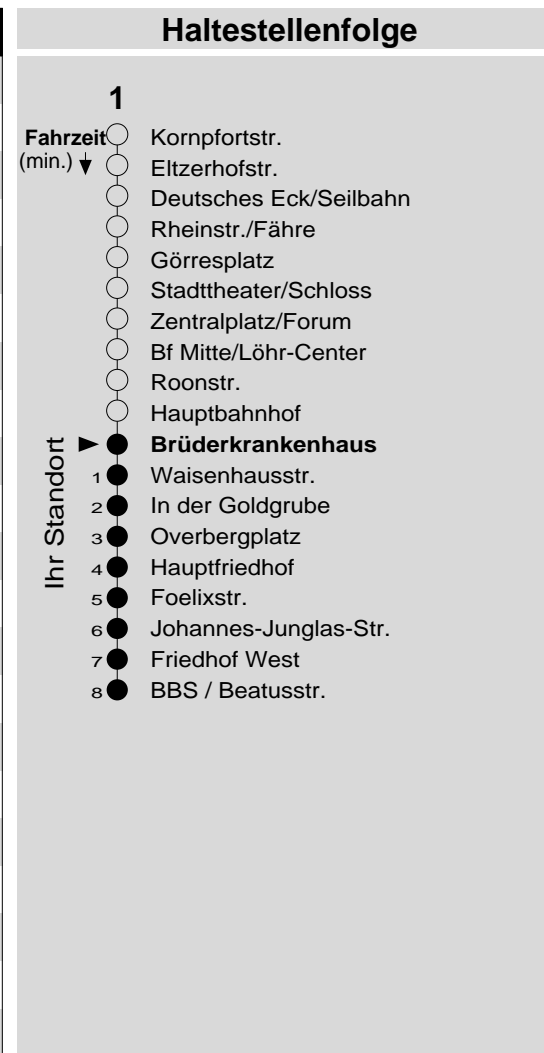 Haltestellenfolge
1
Fahrzeit Kornpfortstr.
(min.) Eltzerhofstr.
Deutsches Eck/Seilbahn
Rheinstr./Fähre
Görresplatz
Stadttheater/Schloss
Zentralplatz/Forum
Bf Mitte/Löhr-Center
Roonstr.
Hauptbahnhof
Ihr Standort
Brüderkrankenhaus
1 Waisenhausstr.
2 In der Goldgrube
3 Overbergplatz
4 Hauptfriedhof
5 Foelixstr.
6 Johannes-Junglas-Str.
7 Friedhof West
8 BBS / Beatusstr.